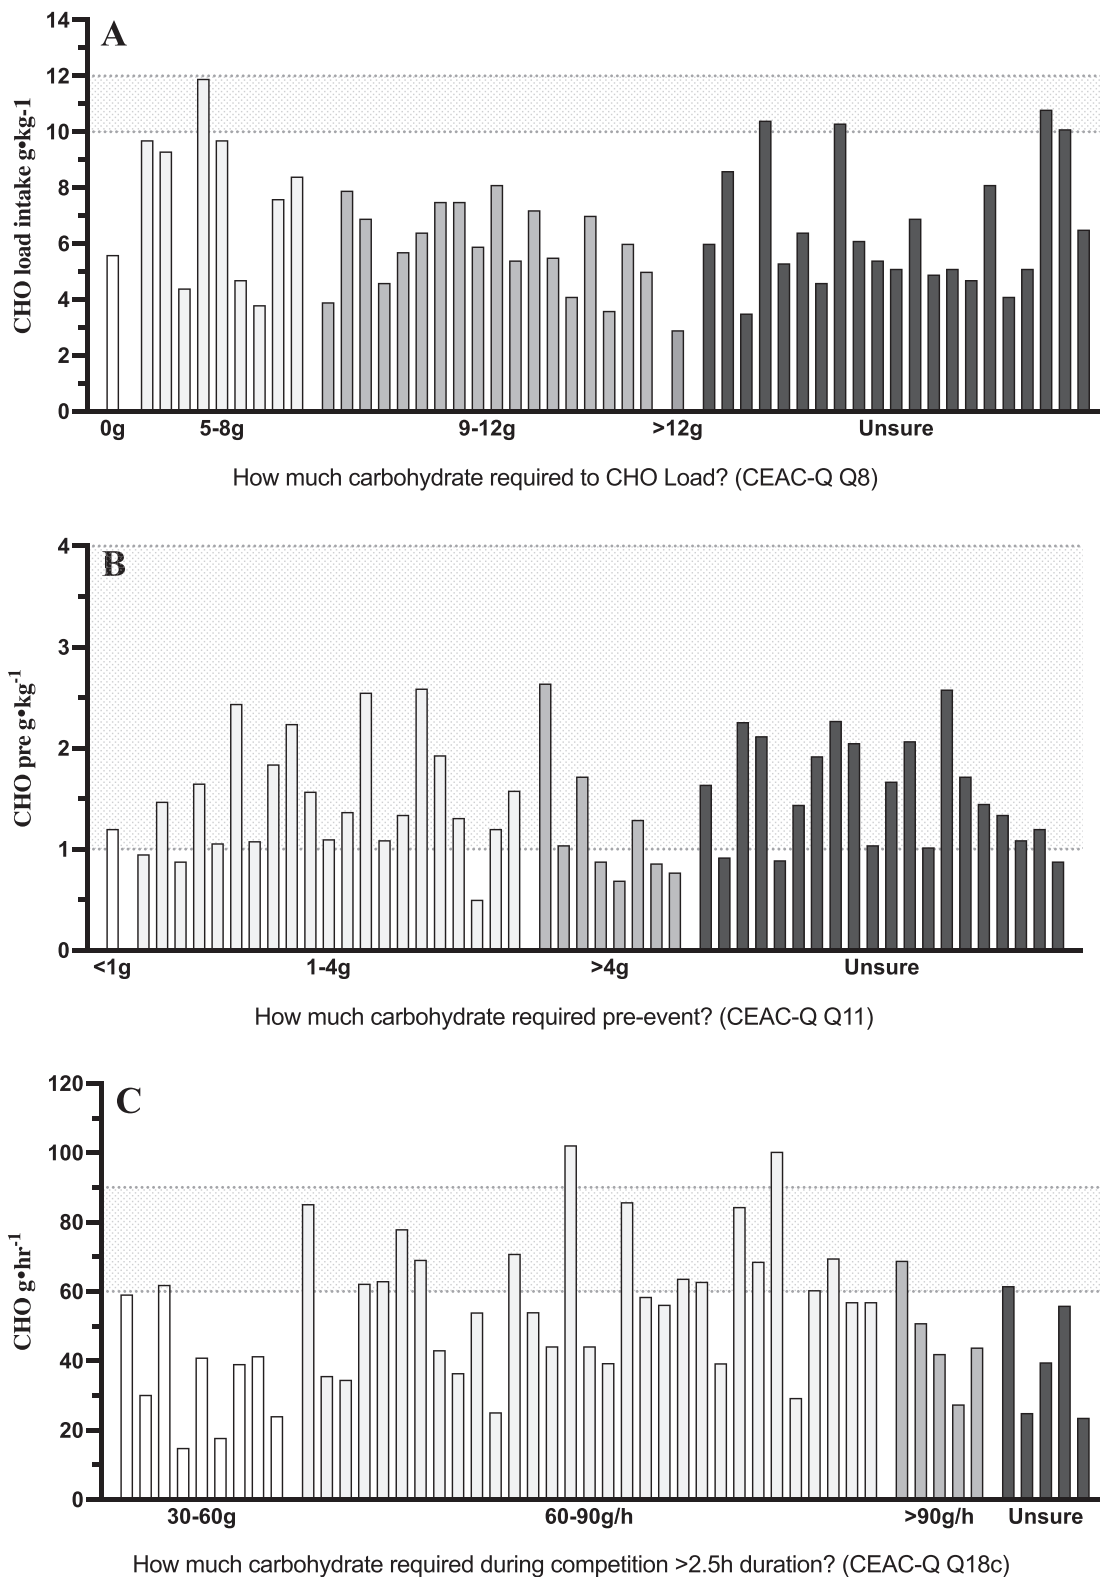 A
CHO load intake g•kg-1
14
12
10
8
6
4
2
0
0g 5-8g 9-12g >12g Unsure
How much carbohydrate required to CHO Load? (CEAC-Q Q8)
B
CHO pre g•kg-1
4
3
2
1
0
<1g 1-4g >4g Unsure
How much carbohydrate required pre-event? (CEAC-Q Q11)
C
CHO g•hr-1
120
100
80
60
40
20
0
30-60g 60-90g/h >90g/h Unsure
How much carbohydrate required during competition >2.5h duration? (CEAC-Q Q18c)